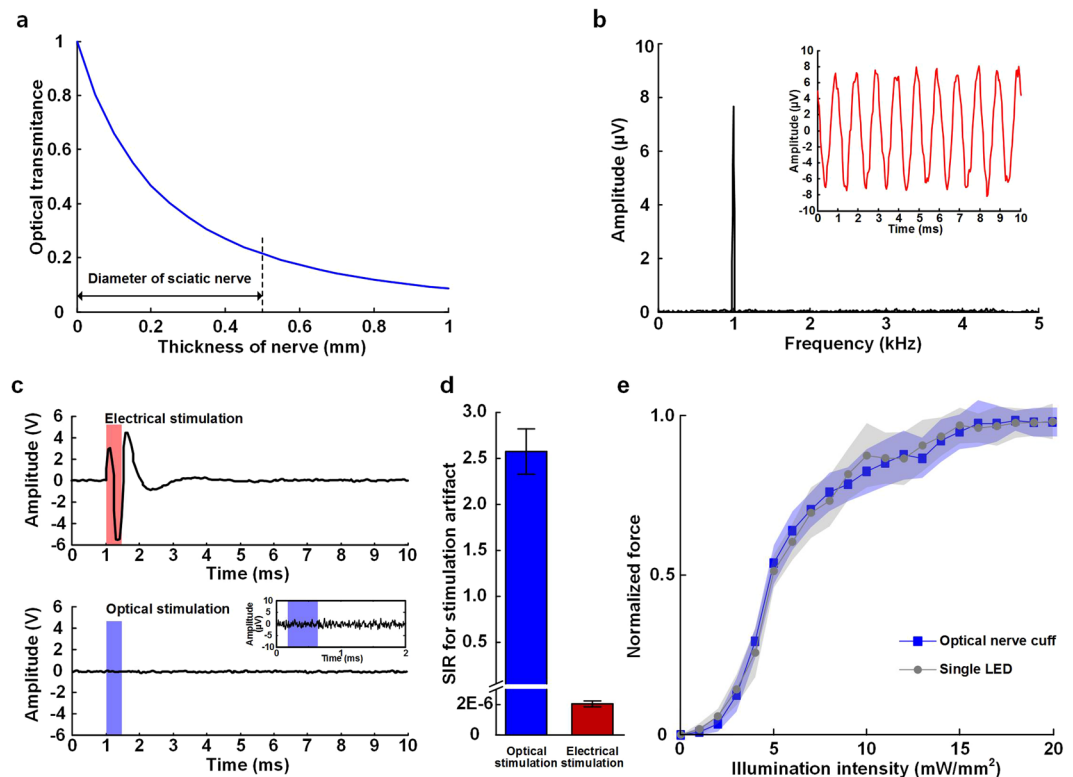 a
1
0.8
0.6
0.4
0.2
0
Optical transmitance
Diameter of sciatic nerve
0 0.2 0.4 0.6 0.8 1
Thickness of nerve (mm)
b
10
8
6
4
2
0
Amplitude (µV)
0 1 2 3 4 5
Frequency (kHz)
10
8
6
4
2
0
-2
-4
-6
-8
-10
Amplitude (µV)
0 1 2 3 4 5 6 7 8 9 10
Time (ms)
c
Electrical stimulation
6
4
2
0
-2
-4
-6
Amplitude (V)
0 1 2 3 4 5 6 7 8 9 10
Time (ms)
Optical stimulation
6
4
2
0
-2
-4
-6
Amplitude (V)
0 1 2 3 4 5 6 7 8 9 10
Time (ms)
10
5
0
-5
-10
Amplitude
(µV)
0 1 2
Time (ms)
d
3.0
2.5
2.0
1.5
1.0
0.5
2E-6
0
SIR for stimulation artifact
Optical
stimulation
Electrical
stimulation
e
1.0
0.5
0
Normalized force
Optical nerve cuff
Single LED
0 5 10 15 20
Illumination intensity (mW/mm²)